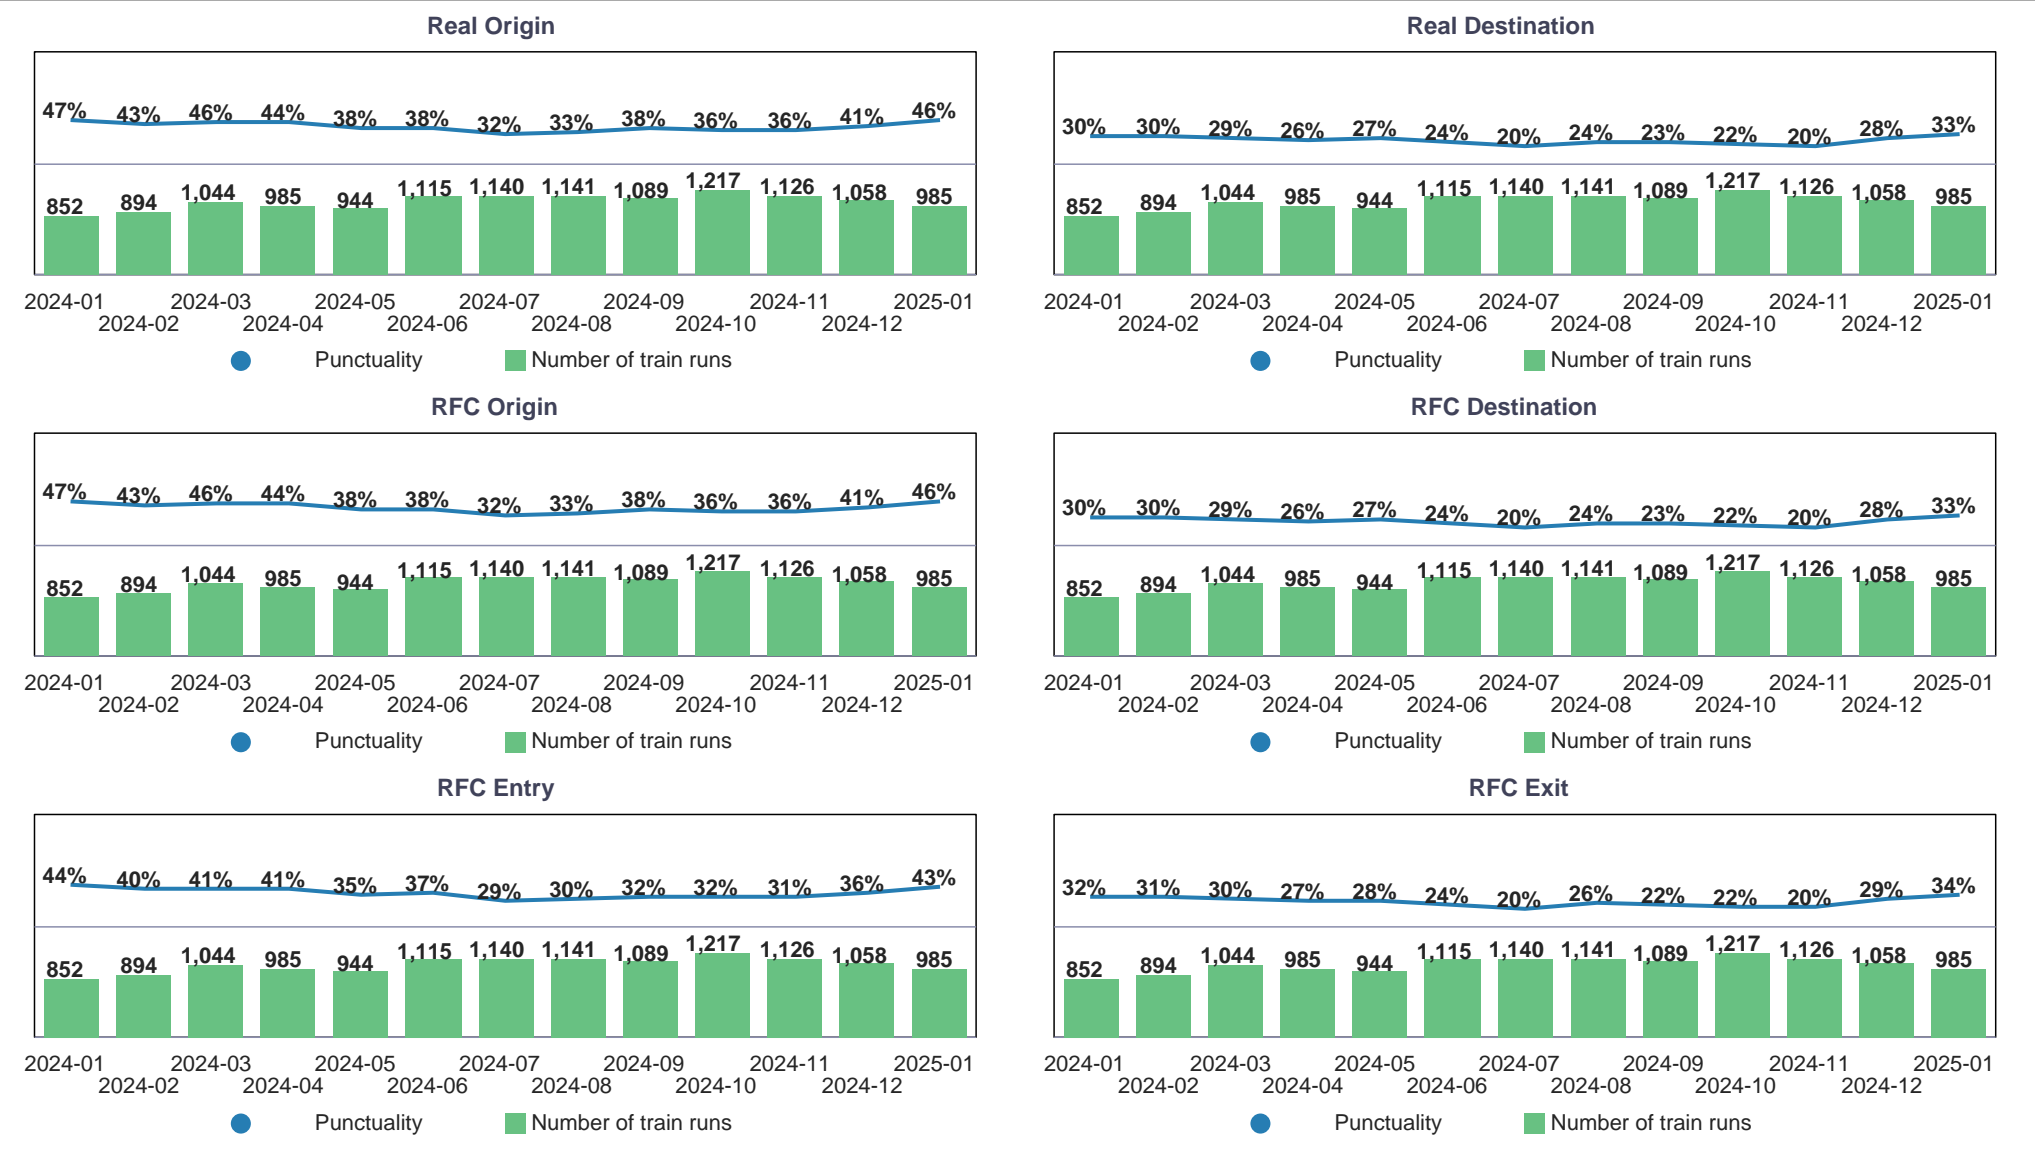 Real Origin
47% 43% 46% 44% 38% 38% 32% 33% 38% 36% 36% 41% 46%
852 894 1,044 985 944 1,115 1,140 1,141 1,089 1,217 1,126 1,058 985
2024-01 2024-03 2024-05 2024-07 2024-09 2024-11 2025-01
2024-02 2024-04 2024-06 2024-08 2024-10 2024-12
Punctuality Number of train runs
Real Destination
30% 30% 29% 26% 27% 24% 20% 24% 23% 22% 20% 28% 33%
852 894 1,044 985 944 1,115 1,140 1,141 1,089 1,217 1,126 1,058 985
2024-01 2024-03 2024-05 2024-07 2024-09 2024-11 2025-01
2024-02 2024-04 2024-06 2024-08 2024-10 2024-12
Punctuality Number of train runs
RFC Origin
47% 43% 46% 44% 38% 38% 32% 33% 38% 36% 36% 41% 46%
852 894 1,044 985 944 1,115 1,140 1,141 1,089 1,217 1,126 1,058 985
2024-01 2024-03 2024-05 2024-07 2024-09 2024-11 2025-01
2024-02 2024-04 2024-06 2024-08 2024-10 2024-12
Punctuality Number of train runs
RFC Destination
30% 30% 29% 26% 27% 24% 20% 24% 23% 22% 20% 28% 33%
852 894 1,044 985 944 1,115 1,140 1,141 1,089 1,217 1,126 1,058 985
2024-01 2024-03 2024-05 2024-07 2024-09 2024-11 2025-01
2024-02 2024-04 2024-06 2024-08 2024-10 2024-12
Punctuality Number of train runs
RFC Entry
44% 40% 41% 41% 35% 37% 29% 30% 32% 32% 31% 36% 43%
852 894 1,044 985 944 1,115 1,140 1,141 1,089 1,217 1,126 1,058 985
2024-01 2024-03 2024-05 2024-07 2024-09 2024-11 2025-01
2024-02 2024-04 2024-06 2024-08 2024-10 2024-12
Punctuality Number of train runs
RFC Exit
32% 31% 30% 27% 28% 24% 20% 26% 22% 22% 20% 29% 34%
852 894 1,044 985 944 1,115 1,140 1,141 1,089 1,217 1,126 1,058 985
2024-01 2024-03 2024-05 2024-07 2024-09 2024-11 2025-01
2024-02 2024-04 2024-06 2024-08 2024-10 2024-12
Punctuality Number of train runs